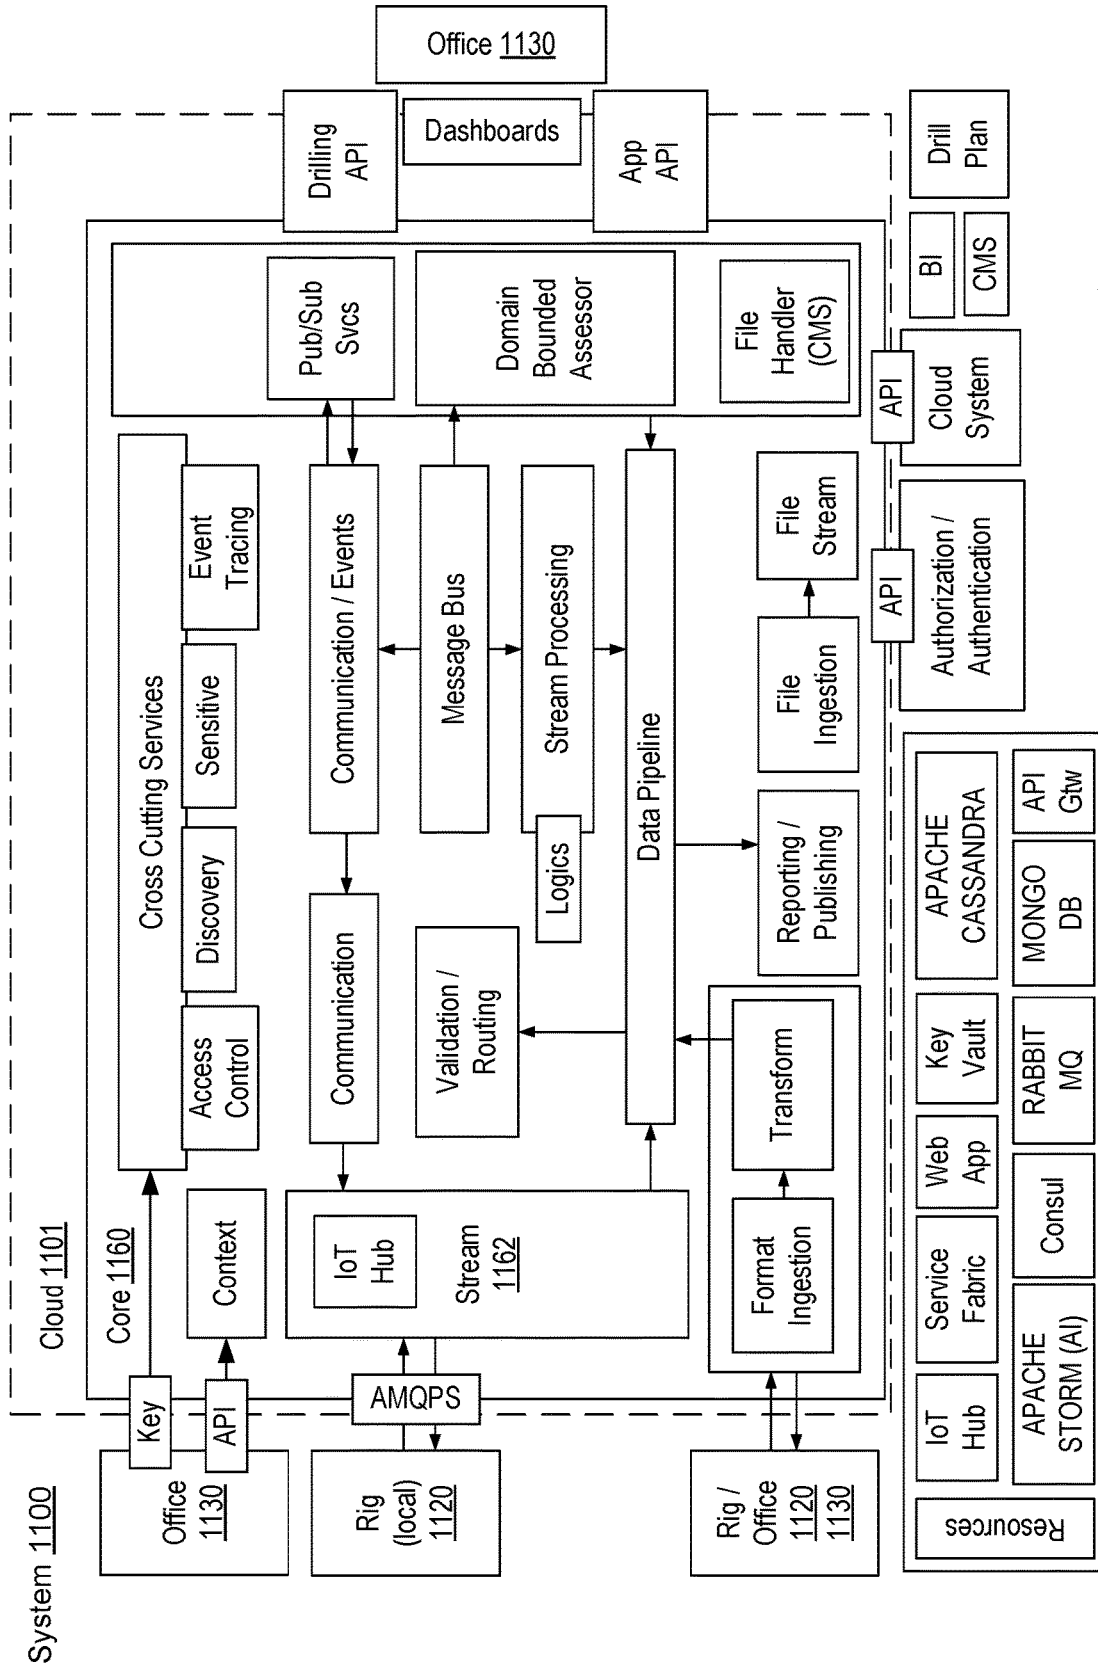 System 1100
Cloud 1101
Core 1160
Office
1130
Key
API
Context
Cross Cutting Services
Access
Control
Discovery
Sensitive
Event
Tracing
Rig
(local)
1120
AMQPS
IoT
Hub
Stream
1162
Communication
Communication / Events
Pub/Sub
Svcs
Drilling
API
Dashboards
Office 1130
App
API
Validation /
Routing
Message Bus
Domain
Bounded
Assessor
Logics
Stream Processing
Data Pipeline
Rig /
Office
1120
1130
Format
Ingestion
Transform
Reporting /
Publishing
File
Ingestion
File
Stream
File
Handler
(CMS)
API
API
Authorization /
Authentication
Cloud
System
BI
CMS
Drill
Plan
Resources
IoT
Hub
Service
Fabric
Web
App
Key
Vault
APACHE
CASSANDRA
APACHE
STORM (AI)
Consul
RABBIT
MQ
MONGO
DB
API
Gtw